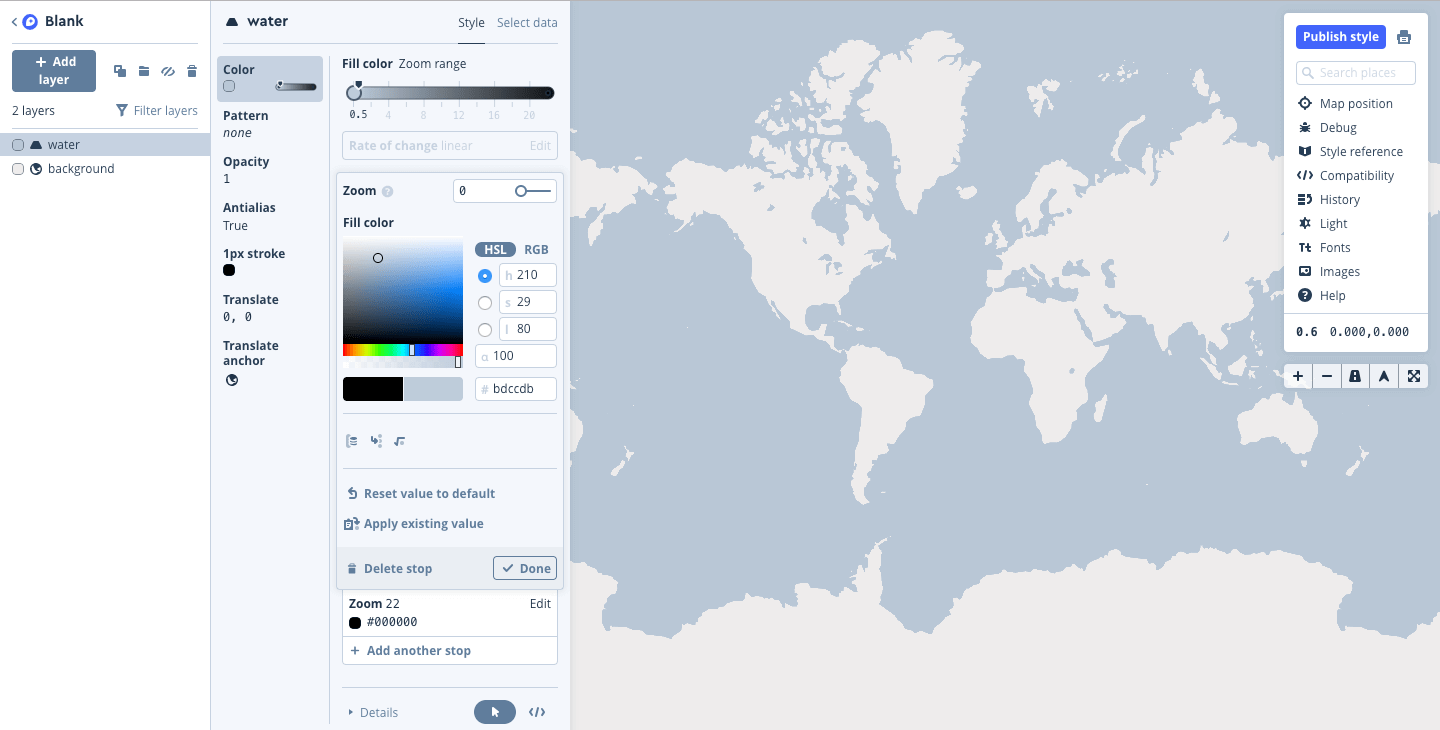 Blank
+ Add layer
2 layers
Filter layers
water
background
water
Style
Select data
Color
Pattern
none
Opacity
1
Antialias
True
1px stroke
Translate
0, 0
Translate
anchor
Fill color Zoom range
0.5 4 8 12 16 20
Rate of change linear Edit
Zoom ? 0
Fill color
HSL RGB
h 210
s 29
l 80
a 100
# bdccdb
Reset value to default
Apply existing value
Delete stop
Done
Zoom 22 Edit
#000000
+ Add another stop
Details
Publish style
Search places
Map position
Debug
Style reference
Compatibility
History
Light
Tt Fonts
Images
? Help
0.6 0.000,0.000